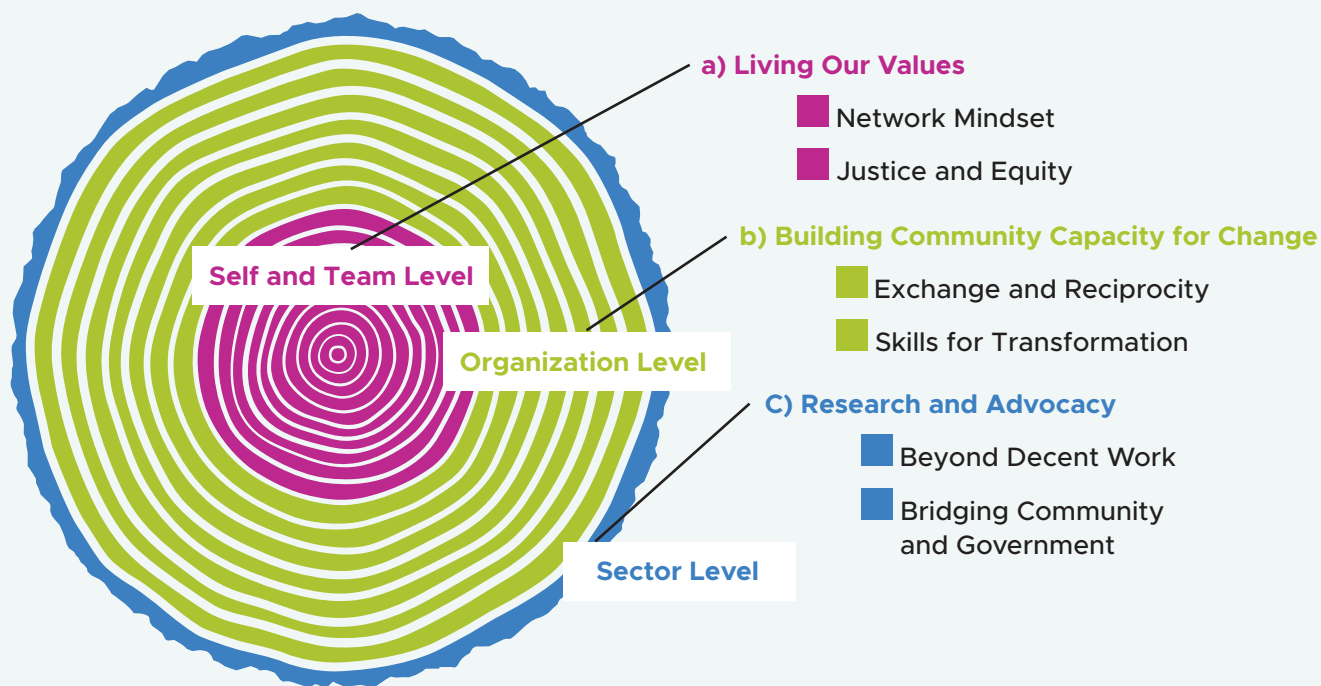 a) Living Our Values
Network Mindset
Justice and Equity
Self and Team Level
b) Building Community Capacity for Change
Exchange and Reciprocity
Skills for Transformation
Organization Level
C) Research and Advocacy
Beyond Decent Work
Bridging Community
and Government
Sector Level